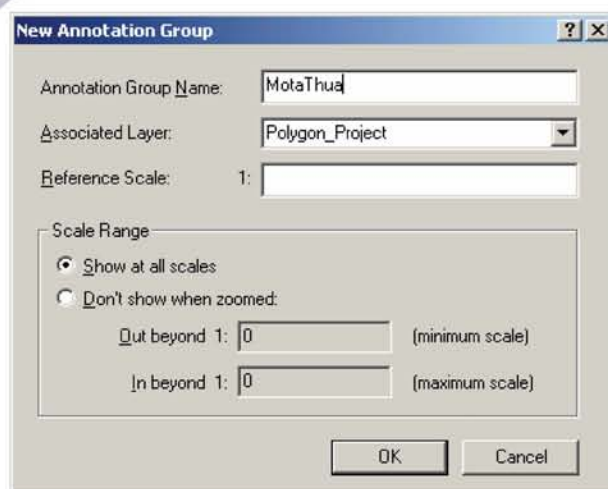 New Annotation Group
Annotation Group Name: MotaThua
Associated Layer: Polygon_Project
Reference Scale: 1:
Scale Range
Show at all scales
Don't show when zoomed:
Out beyond 1: 0 (minimum scale)
In beyond 1: 0 (maximum scale)
OK Cancel